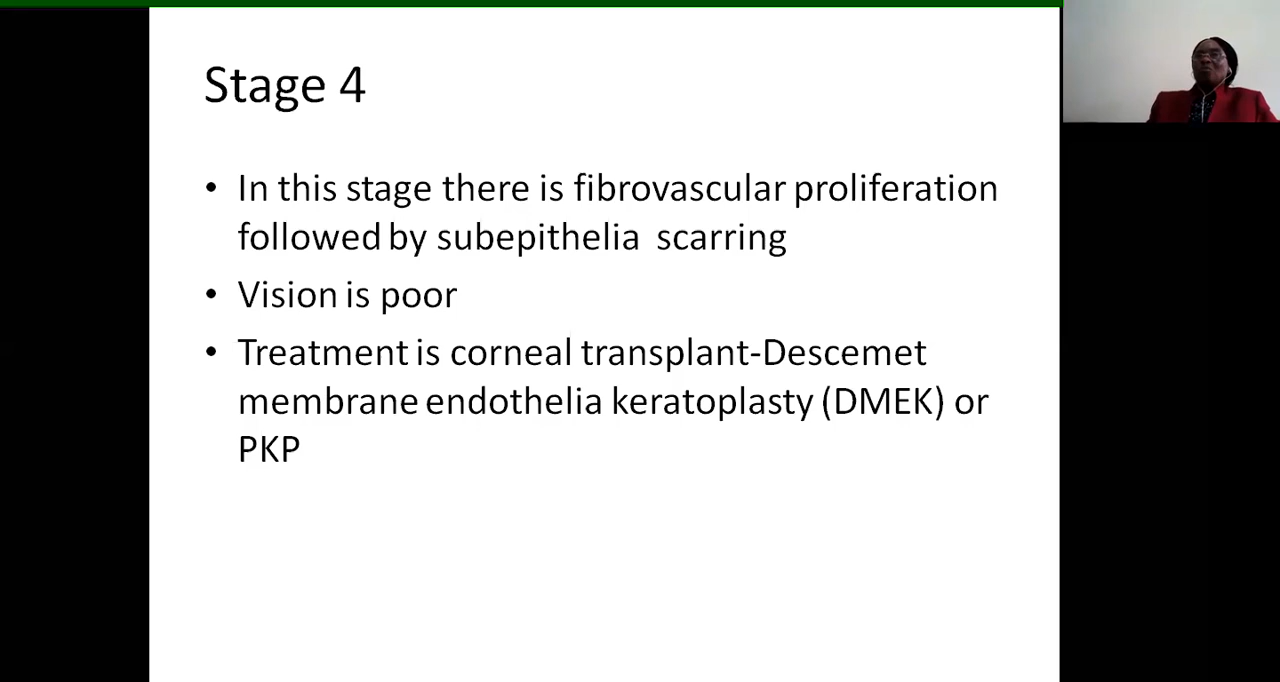 Stage 4
• In this stage there is fibrovascular proliferation
followed by subepithelia scarring
• Vision is poor
• Treatment is corneal transplant-Descemet
membrane endothelia keratoplasty (DMEK) or
PKP